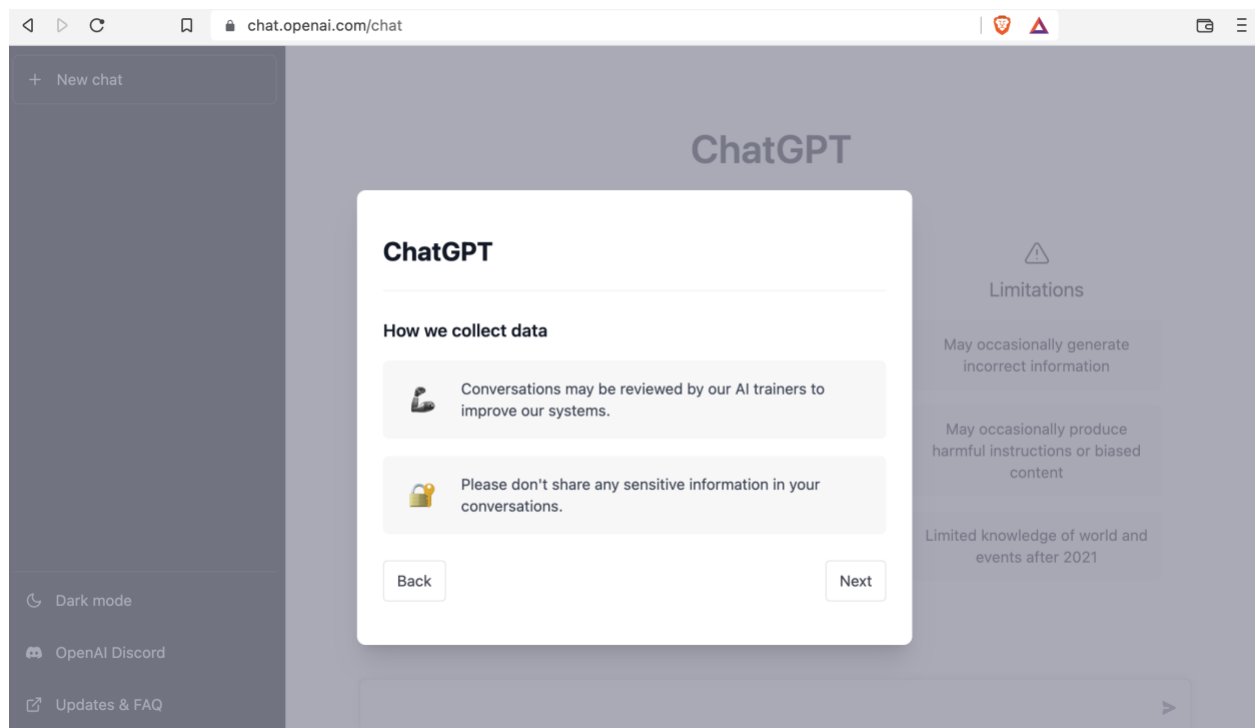 chat.openai.com/chat
New chat
ChatGPT
ChatGPT
How we collect data
Conversations may be reviewed by our AI trainers to
improve our systems.
Please don't share any sensitive information in your
conversations.
Back
Next
Limitations
May occasionally generate
incorrect information
May occasionally produce
harmful instructions or biased
content
Limited knowledge of world and
events after 2021
Dark mode
OpenAI Discord
Updates & FAQ